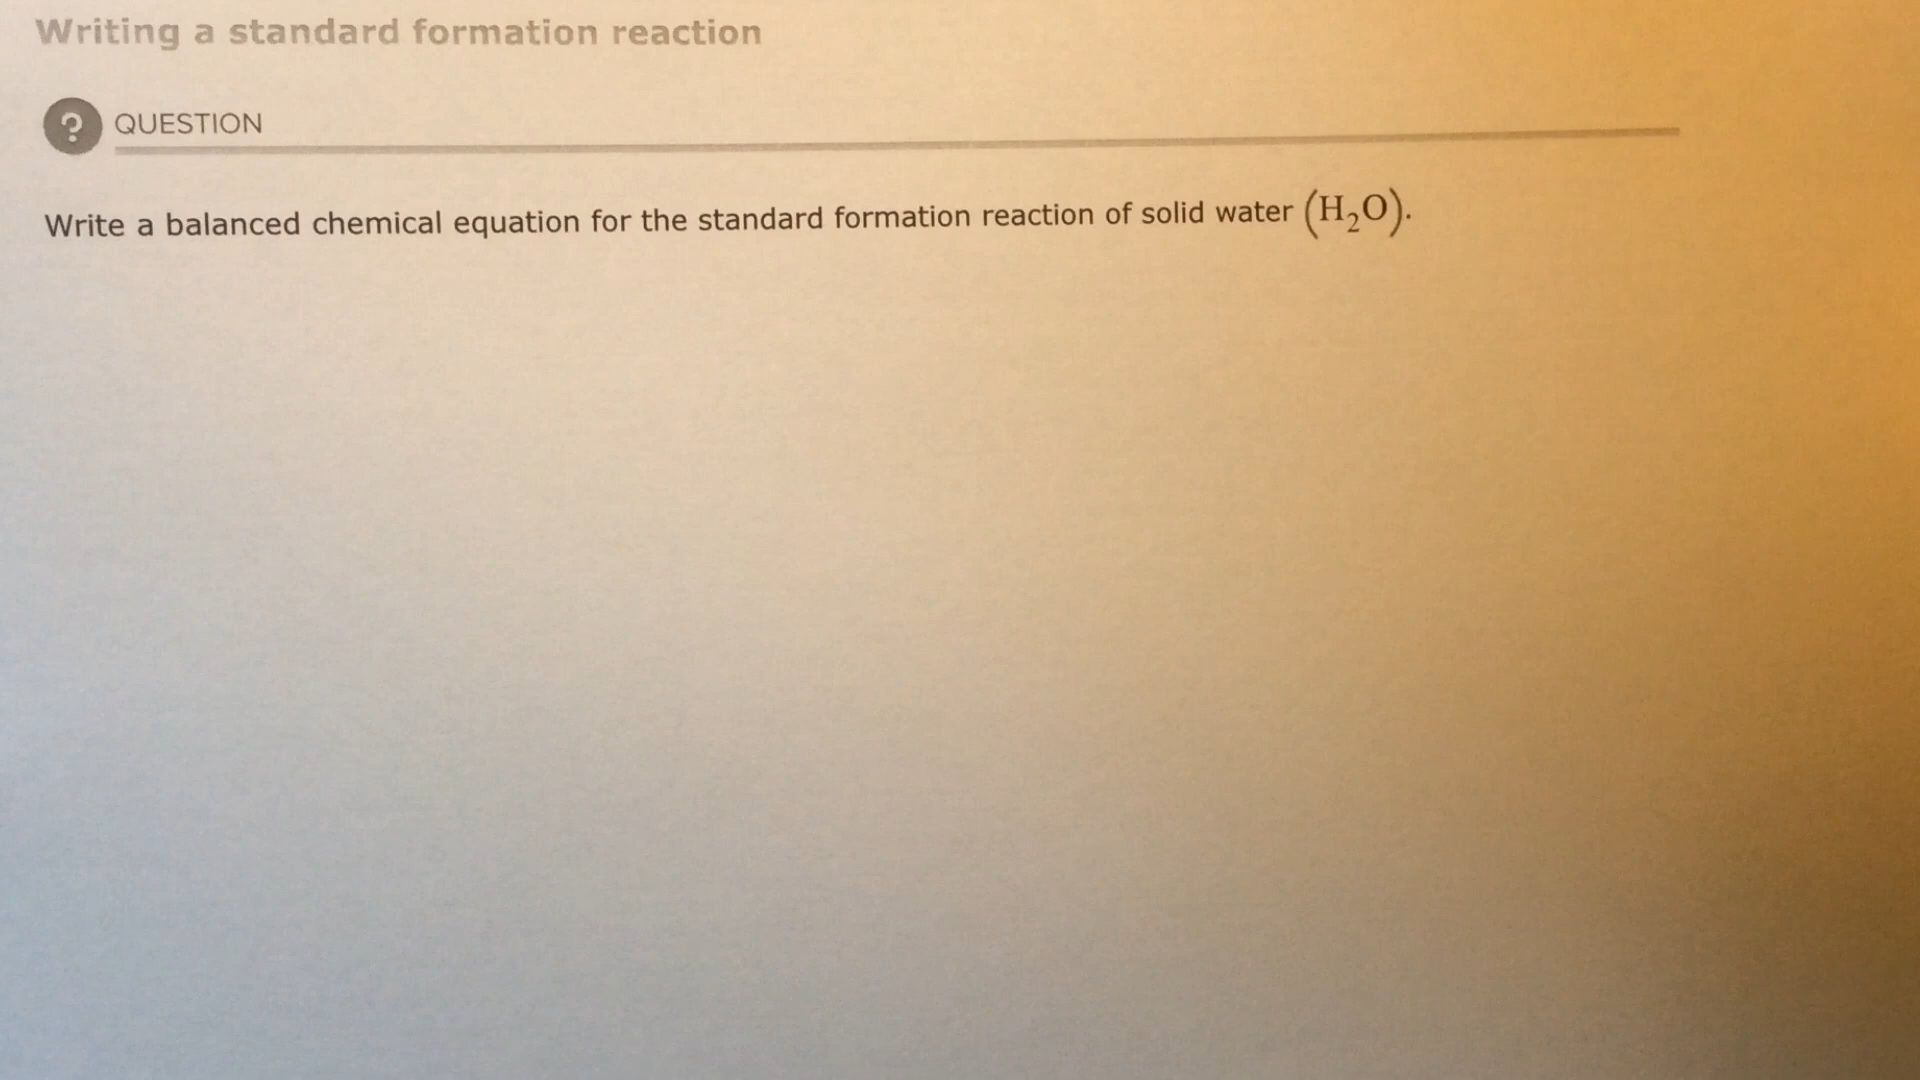 Writing a standard formation reaction
? QUESTION
Write a balanced chemical equation for the standard formation reaction of solid water (H₂O).